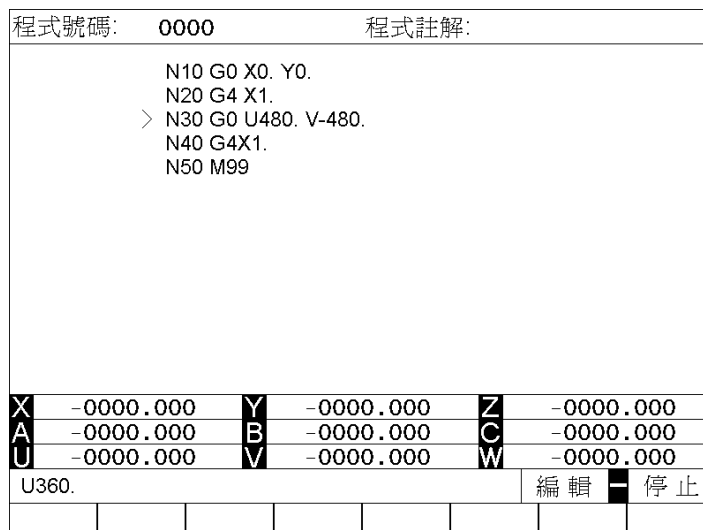 程式號碼: 0000 程式註解:
N10 G0 X0. Y0.
N20 G4 X1.
> N30 G0 U480. V-480.
N40 G4X1.
N50 M99
X -0000.000 Y -0000.000 Z -0000.000
A -0000.000 B -0000.000 C -0000.000
U -0000.000 V -0000.000 W -0000.000
U360. 編輯 - 停止